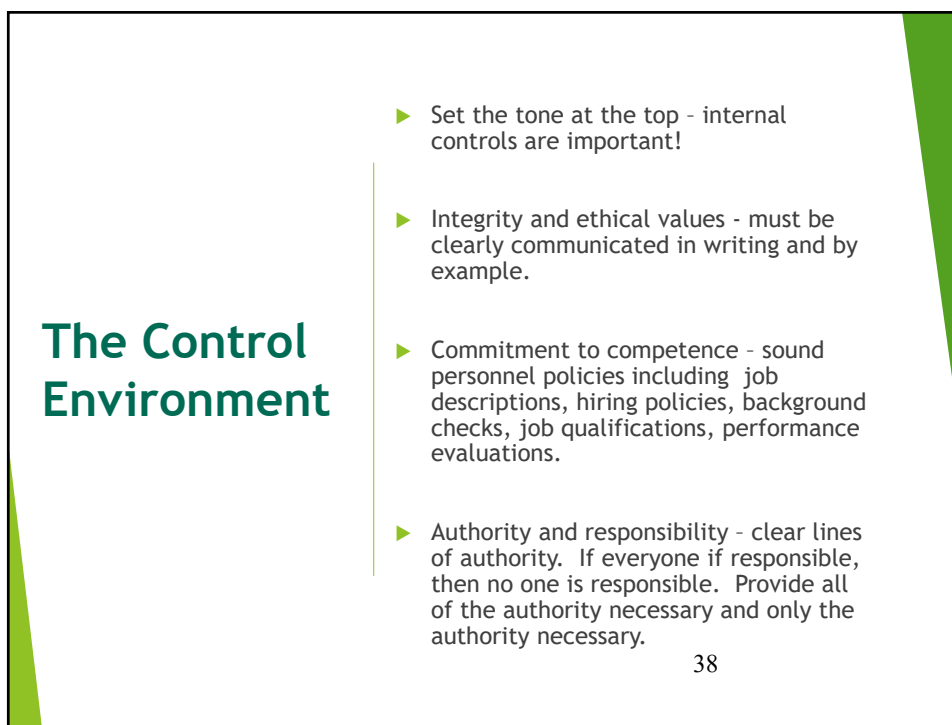 The Control
Environment
Set the tone at the top – internal
controls are important!
Integrity and ethical values - must be
clearly communicated in writing and by
example.
Commitment to competence – sound
personnel policies including  job
descriptions, hiring policies, background
checks, job qualifications, performance
evaluations.
Authority and responsibility – clear lines
of authority.  If everyone if responsible,
then no one is responsible.  Provide all
of the authority necessary and only the
authority necessary.
38